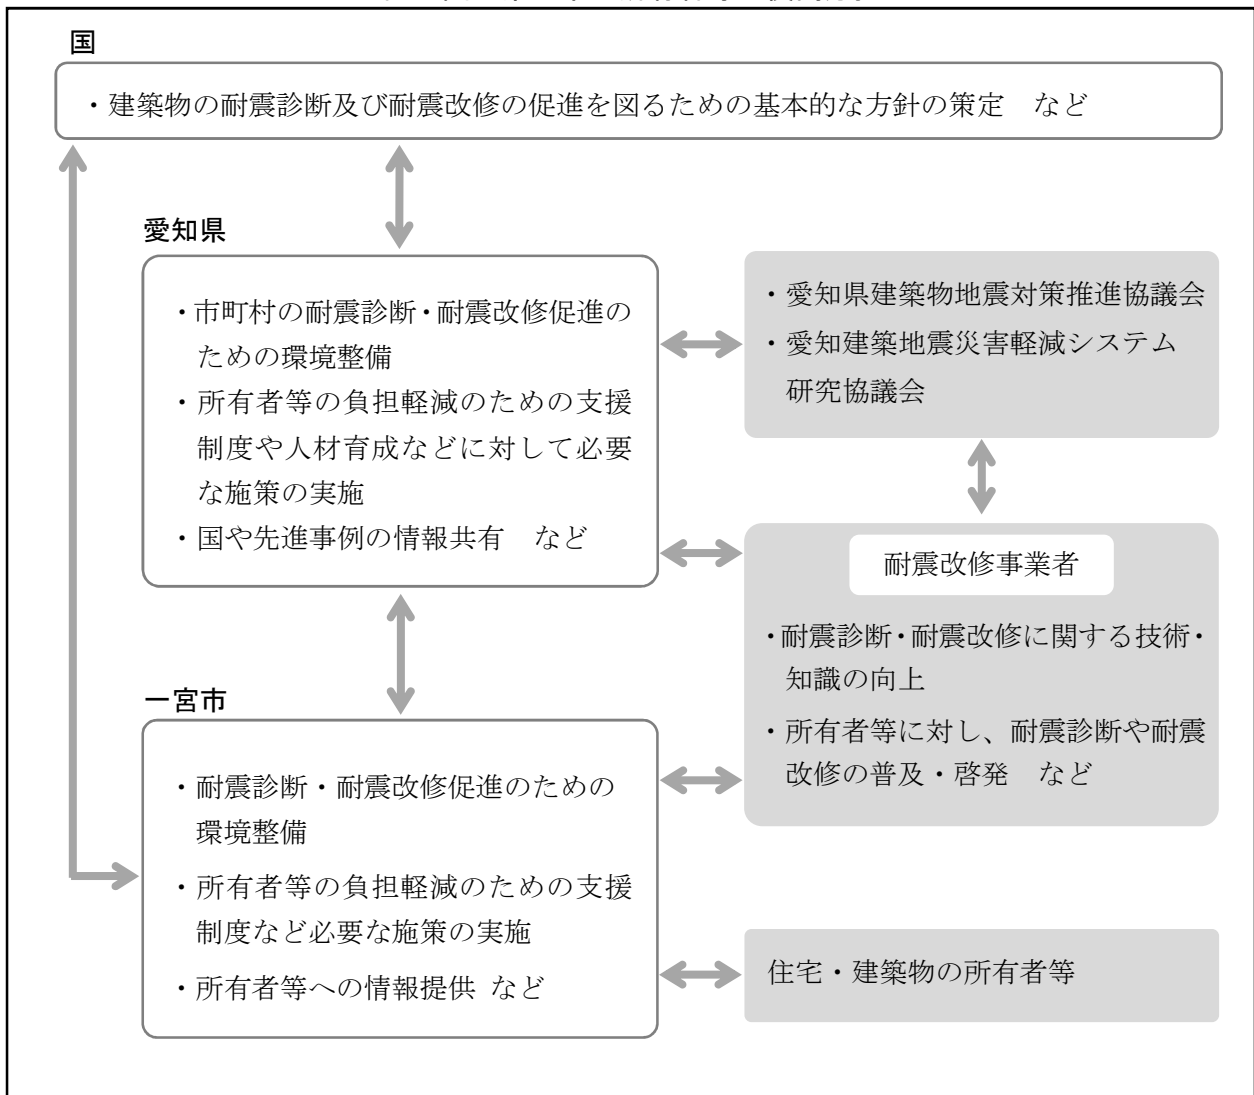 国
・建築物の耐震診断及び耐震改修の促進を図るための基本的な方針の策定　など
愛知県
・市町村の耐震診断・耐震改修促進の
ための環境整備
・所有者等の負担軽減のための支援
制度や人材育成などに対して必要
な施策の実施
・国や先進事例の情報共有　など
・愛知県建築物地震対策推進協議会
・愛知建築地震災害軽減システム
研究協議会
耐震改修事業者
・耐震診断・耐震改修に関する技術・
知識の向上
・所有者等に対し、耐震診断や耐震
改修の普及・啓発　など
一宮市
・耐震診断・耐震改修促進のための
環境整備
・所有者等の負担軽減のための支援
制度など必要な施策の実施
・所有者等への情報提供 など
住宅・建築物の所有者等